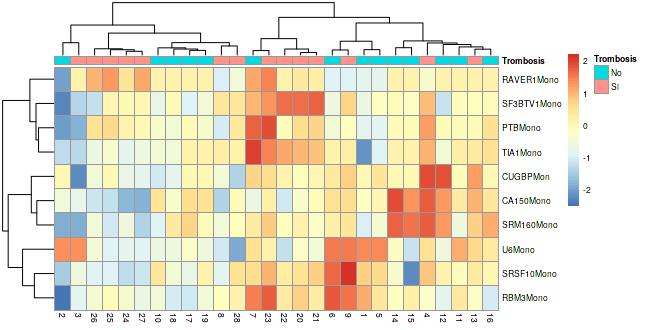 Trombosis
RAVER1Mono
SF3BTV1Mono
PTBMono
TIA1Mono
CUGBPMon
CA150Mono
SRM160Mono
U6Mono
SRSF10Mono
RBM3Mono
2 3 26 25 24 27 10 18 17 19 8 28 7 23 22 20 21 6 9 1 5 14 15 4 12 11 13 16
2
1
0
-1
-2
Trombosis
No
SI